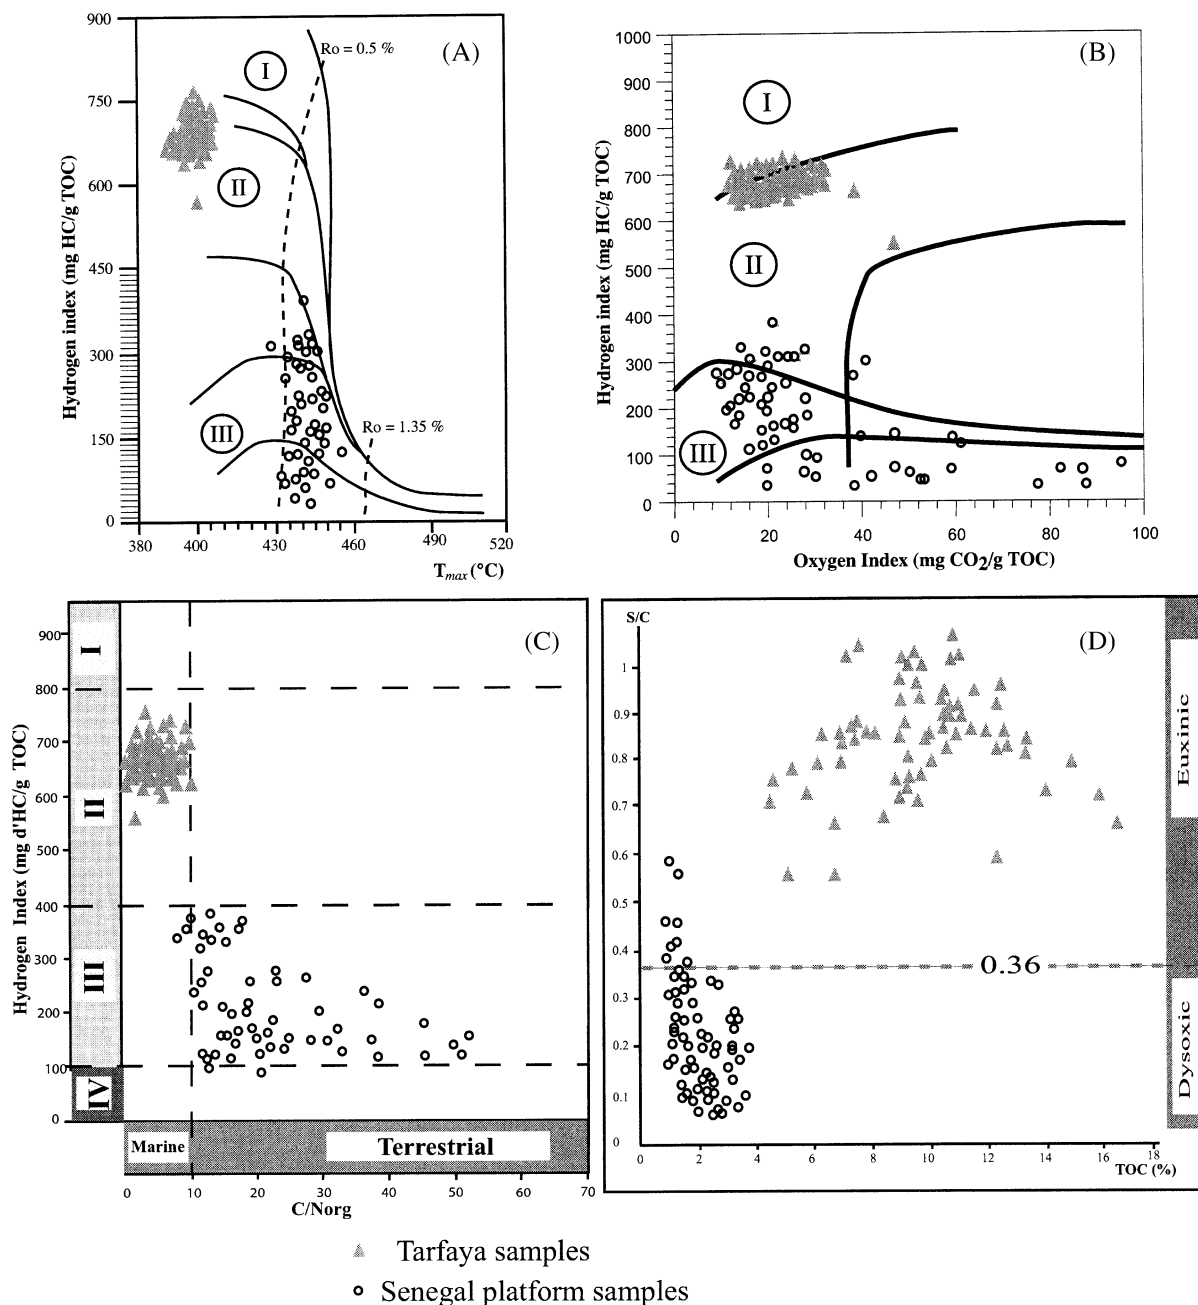 (A)
Hydrogen index (mg HC/g TOC)
900
750
600
450
300
150
0
Ro = 0.5 %
I
II
III
Ro = 1.35 %
380
400
430
460
490
520
Tmax (°C)
(B)
Hydrogen index (mg HC/g TOC)
1000
900
800
700
600
500
400
300
200
100
0
I
II
III
0
20
40
60
80
100
Oxygen Index (mg CO2/g TOC)
(C)
Hydrogen Index (mg d'HC/g TOC)
I
II
III
IV
900
800
700
600
500
400
300
200
100
0
Marine
Terrestrial
0
10
20
30
40
50
60
70
C/Norg
(D)
S/C
1
0.9
0.8
0.7
0.6
0.5
0.4
0.3
0.2
0.1
0
0.36
Euxinic
Dysoxic
0
2
4
6
8
10
12
14
16
18
TOC (%)
Tarfaya samples
Senegal platform samples